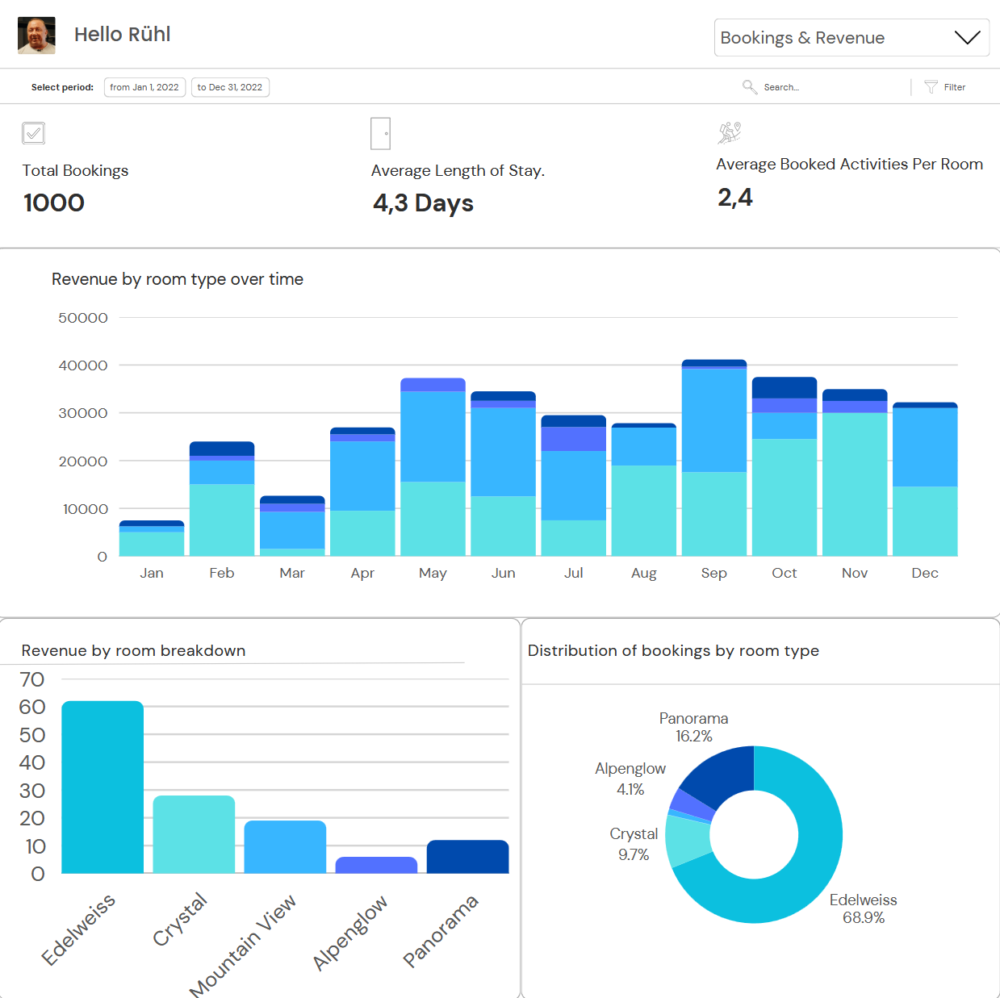 Hello Rühl
Bookings & Revenue
Select period:
from Jan 1, 2022
to Dec 31, 2022
Search...
Filter
Total Bookings
1000
Average Length of Stay.
4,3 Days
Average Booked Activities Per Room
2,4
Revenue by room type over time
50000
40000
30000
20000
10000
0
Jan
Feb
Mar
Apr
May
Jun
Jul
Aug
Sep
Oct
Nov
Dec
Revenue by room breakdown
70
60
50
40
30
20
10
0
Edelweiss
Crystal
Mountain View
Alpenglow
Panorama
Distribution of bookings by room type
Panorama
16.2%
Alpenglow
4.1%
Crystal
9.7%
Edelweiss
68.9%